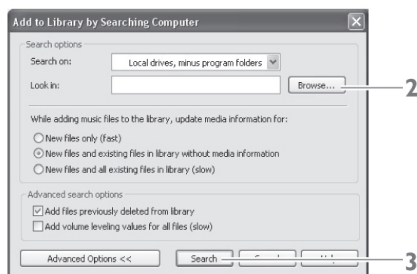 Add to Library by Searching Computer
Search options
Search on: Local drives, minus program folders
Look in: Browse... 2
While adding music files to the library, update media information for:
New files only (fast)
New files and existing files in library without media information
New files and all existing files in library (slow)
Advanced search options
Add files previously deleted from library
Add volume leveling values for all files (slow)
Advanced Options << Search 3